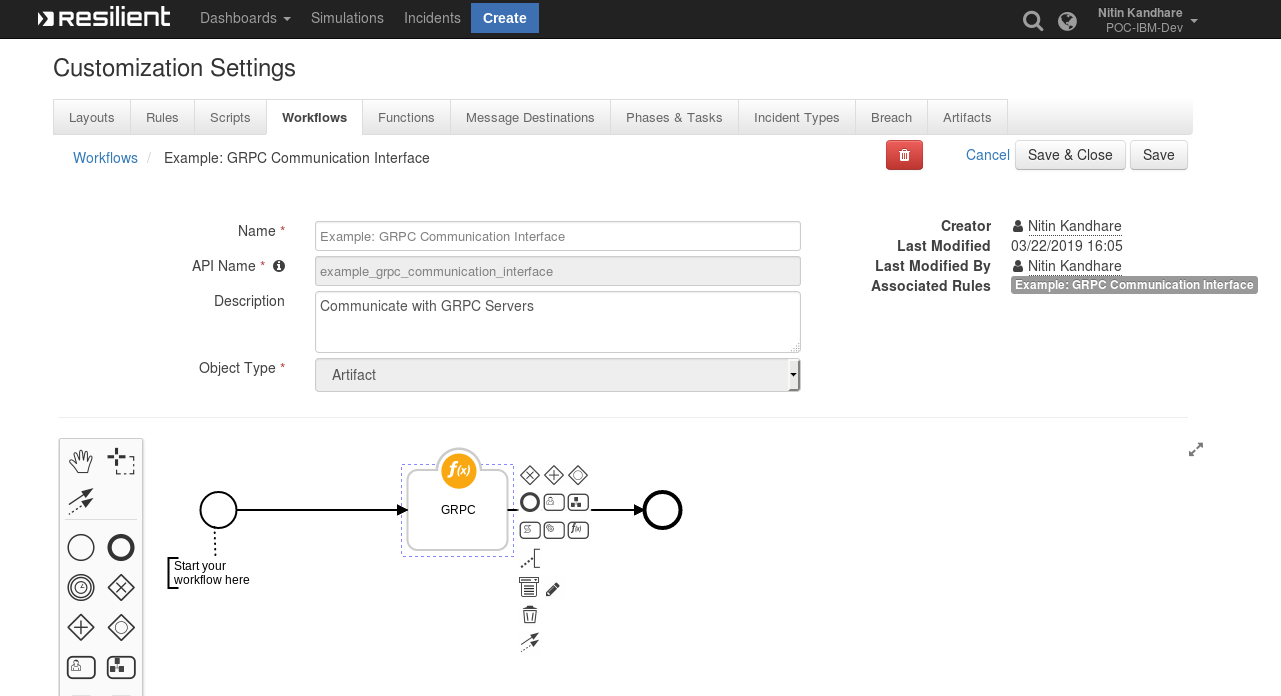 resilient Dashboards Simulations Incidents Create Nitin Kandhare
POC-IBM-Dev
Customization Settings
Layouts Rules Scripts Workflows Functions Message Destinations Phases & Tasks Incident Types Breach Artifacts
Workflows / Example: GRPC Communication Interface Cancel Save & Close Save
Name * Example: GRPC Communication Interface
API Name * example_grpc_communication_interface
Description Communicate with GRPC Servers
Object Type * Artifact
Creator Nitin Kandhare
Last Modified 03/22/2019 16:05
Last Modified By Nitin Kandhare
Associated Rules Example: GRPC Communication Interface
f(x)
GRPC
f(x)
Start your
workflow here